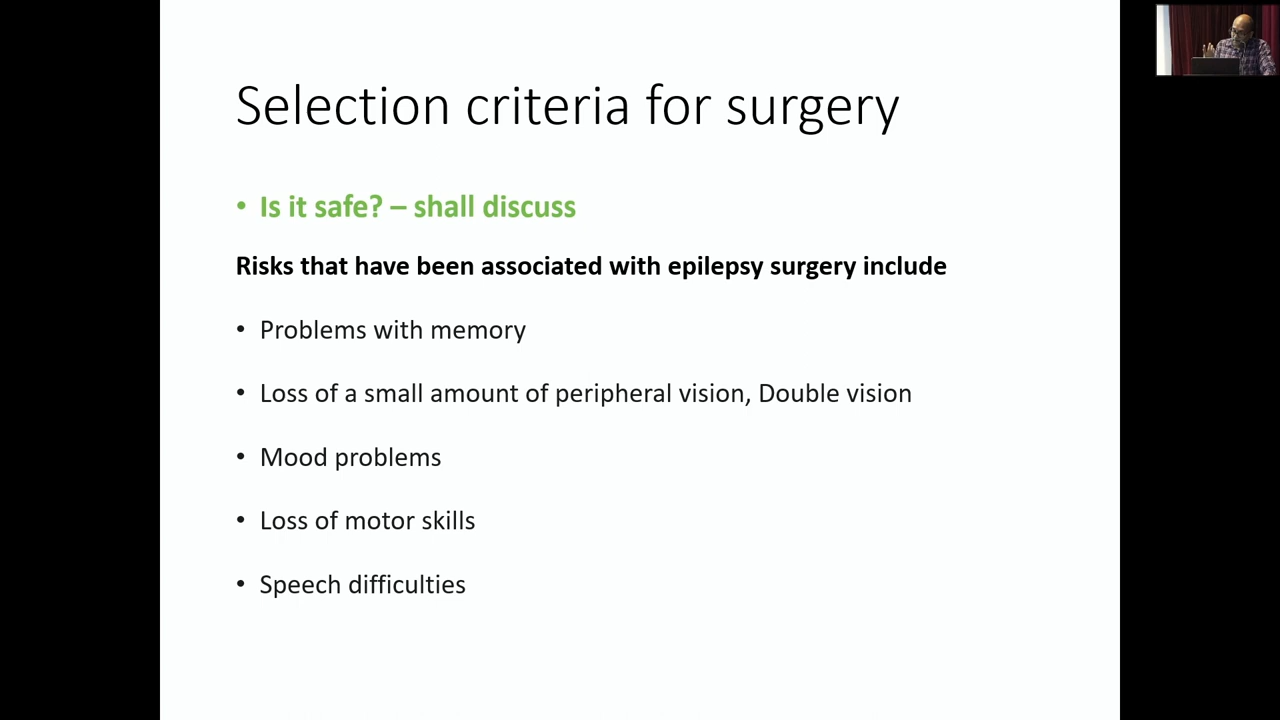 Selection criteria for surgery
• Is it safe? – shall discuss
Risks that have been associated with epilepsy surgery include
• Problems with memory
• Loss of a small amount of peripheral vision, Double vision
• Mood problems
• Loss of motor skills
• Speech difficulties